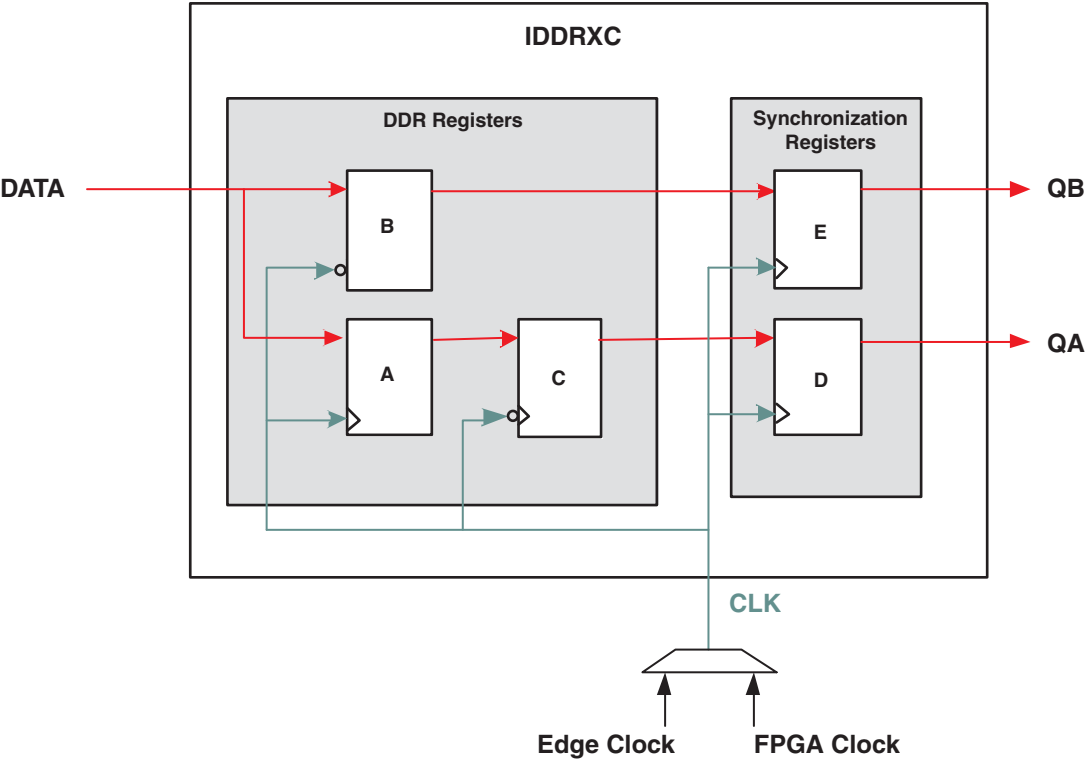 IDDRXC
DDR Registers
Synchronization
Registers
DATA
B
E
QB
A
C
D
QA
CLK
Edge Clock
FPGA Clock